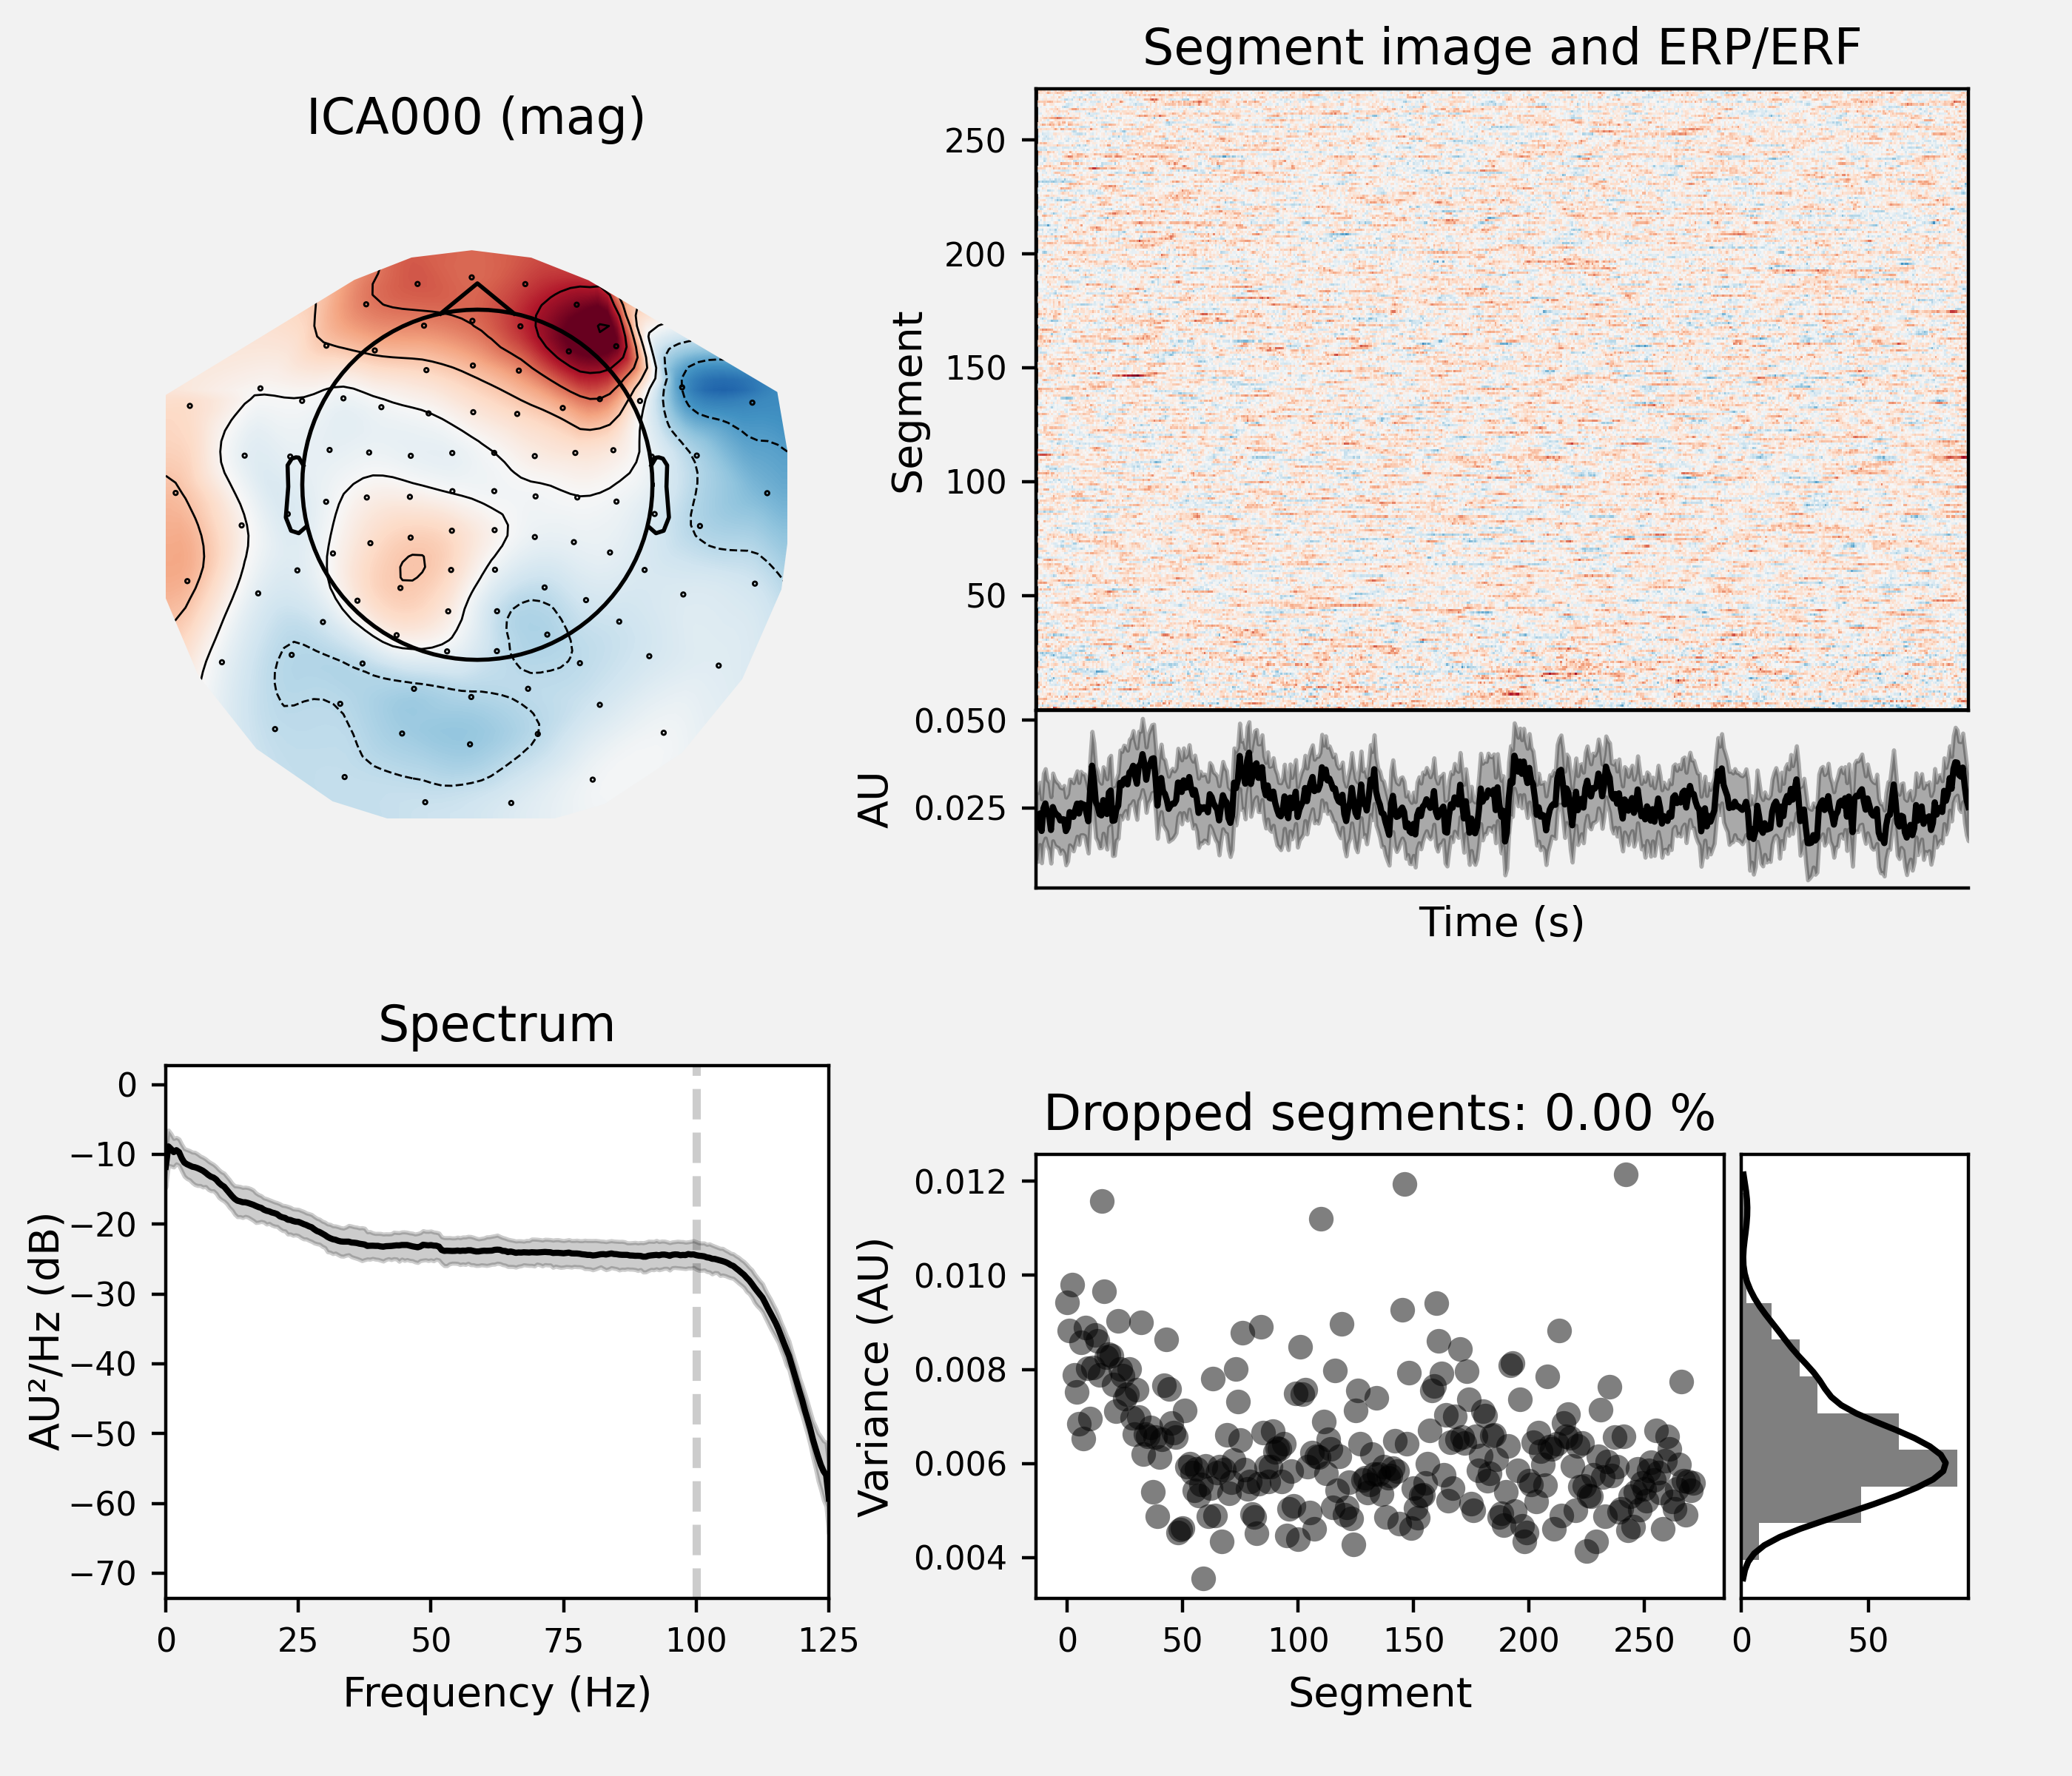 ICA000 (mag)
Segment image and ERP/ERF
Segment
250
200
150
100
50
AU
0.050
0.025
Time (s)
Spectrum
AU²/Hz (dB)
0
−10
−20
−30
−40
−50
−60
−70
0 25 50 75 100 125
Frequency (Hz)
Dropped segments: 0.00 %
Variance (AU)
0.012
0.010
0.008
0.006
0.004
0 50 100 150 200 250
Segment
0 50